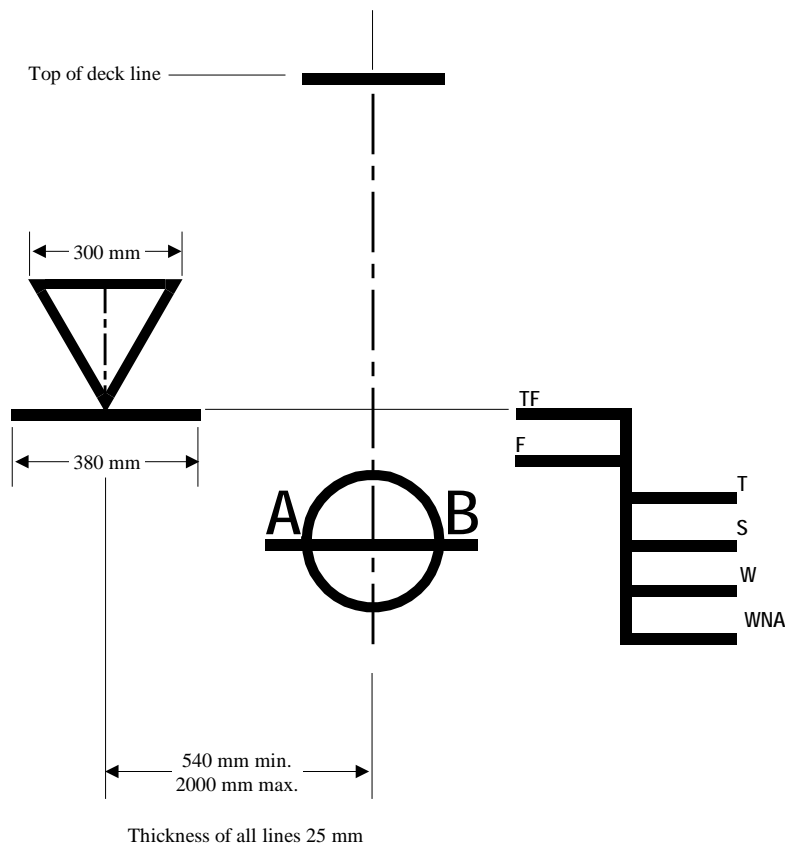 Top of deck line
300 mm
TF
F
380 mm
T
A B
S
W
WNA
540 mm min.
2000 mm max.
Thickness of all lines 25 mm